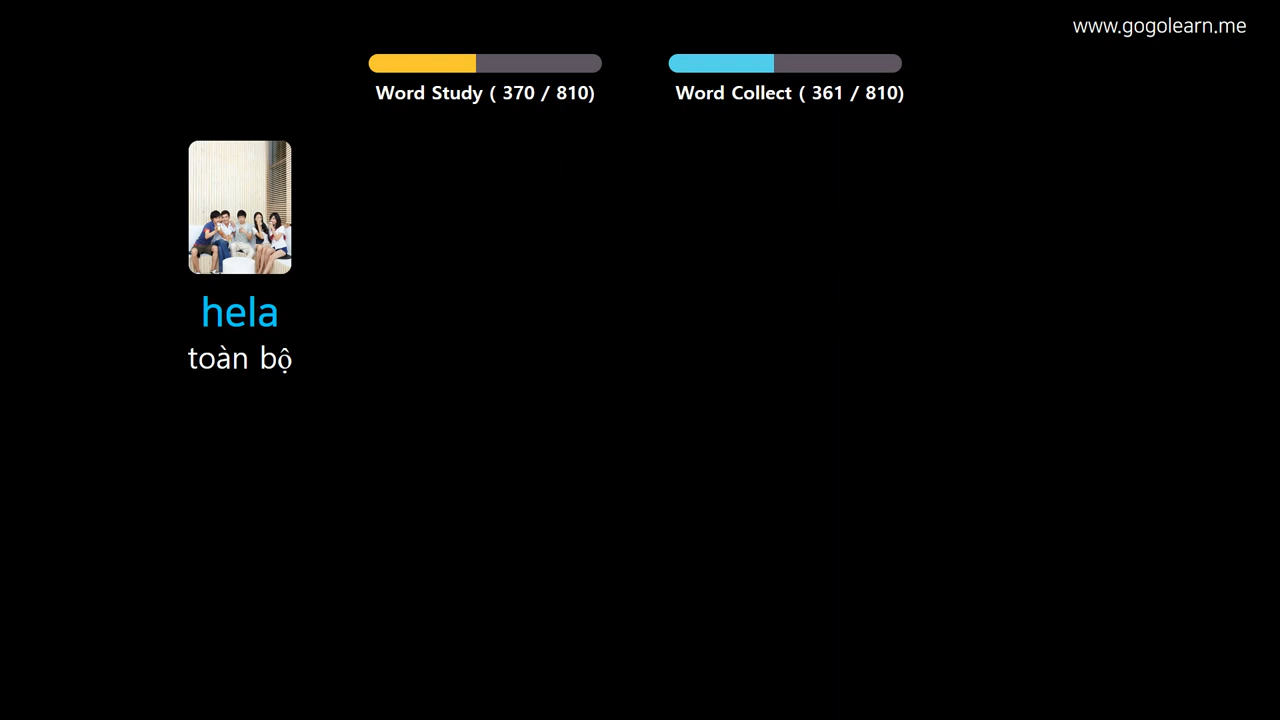 www.gogolearn.me
Word Study ( 370 / 810)
Word Collect ( 361 / 810)
hela
toàn bộ